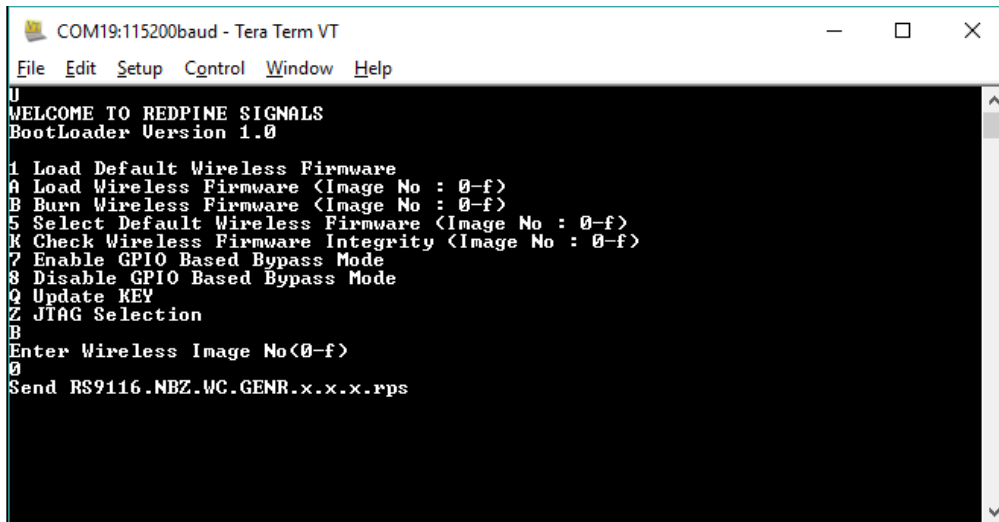 COM19:115200baud - Tera Term VT
File Edit Setup Control Window Help
U
WELCOME TO REDPINE SIGNALS
BootLoader Version 1.0
1 Load Default Wireless Firmware
A Load Wireless Firmware (Image No : 0-f)
B Burn Wireless Firmware (Image No : 0-f)
5 Select Default Wireless Firmware (Image No : 0-f)
K Check Wireless Firmware Integrity (Image No : 0-f)
7 Enable GPIO Based Bypass Mode
8 Disable GPIO Based Bypass Mode
Q Update KEY
Z JTAG Selection
B
Enter Wireless Image No(0-f)
0
Send RS9116.NBZ.WC.GENR.x.x.x.rps